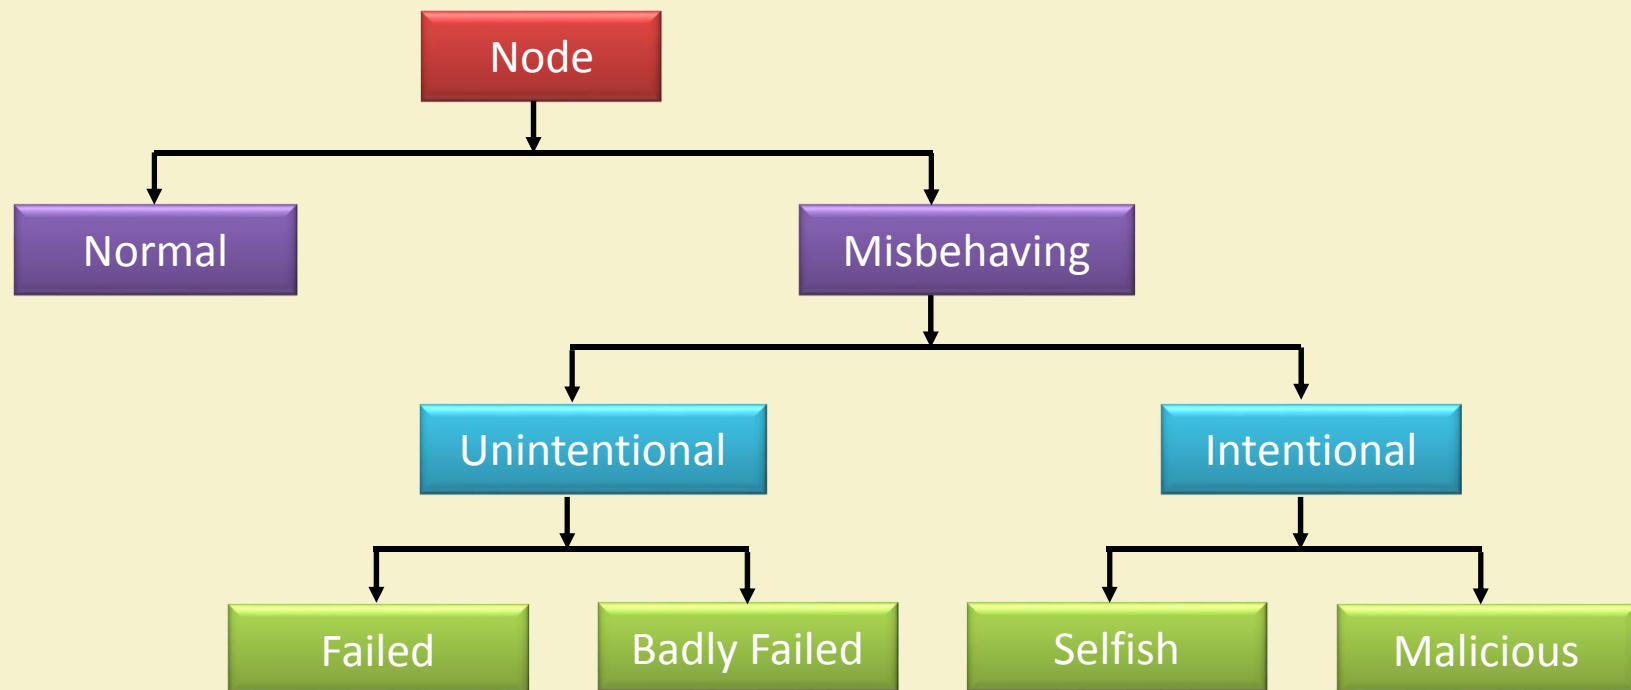 Node
Normal
Misbehaving
Unintentional
Intentional
Failed
Badly Failed
Selfish
Malicious